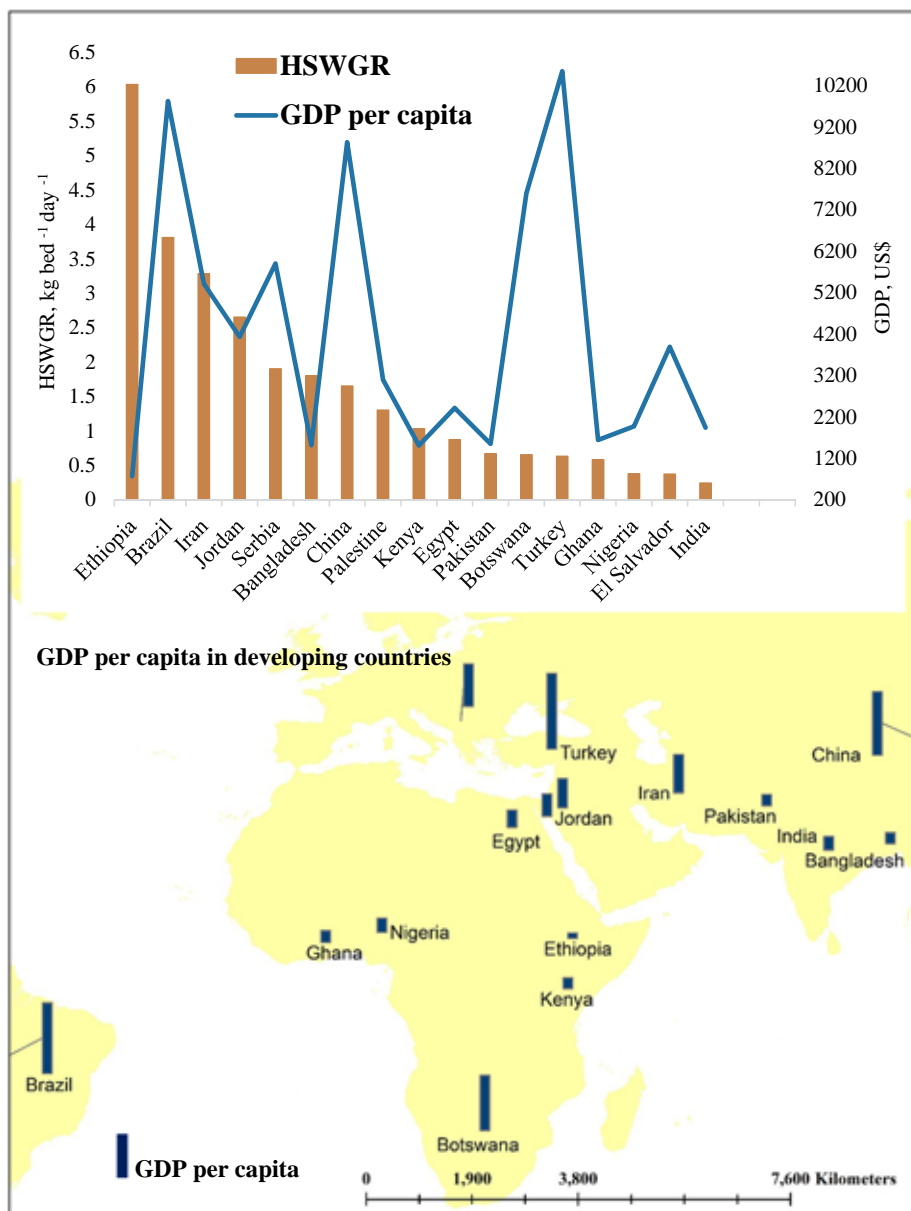 HSWGR
GDP per capita
HSWGR, kg bed -1 day -1
6.5
6
5.5
5
4.5
4
3.5
3
2.5
2
1.5
1
0.5
0
10200
9200
8200
7200
6200
5200
4200
3200
2200
1200
200
GDP, US$
Ethiopia
Brazil
Iran
Jordan
Serbia
Bangladesh
China
Palestine
Kenya
Egypt
Pakistan
Botswana
Turkey
Ghana
Nigeria
El Salvador
India
GDP per capita in developing countries
Turkey
China
Iran
Pakistan
Jordan
Egypt
India
Bangladesh
Nigeria
Ghana
Ethiopia
Kenya
Brazil
Botswana
GDP per capita
0 1,900 3,800 7,600 Kilometers